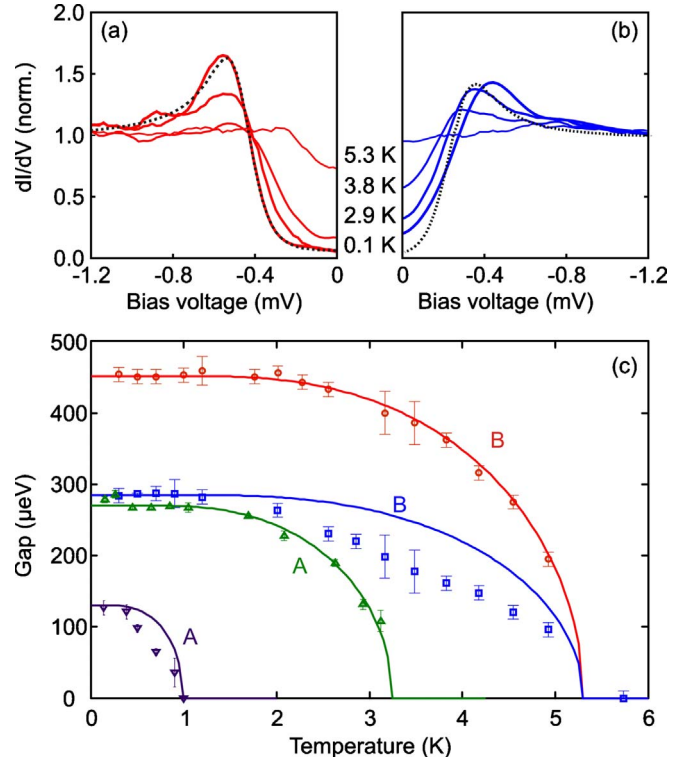 (a) (b)
2.0
1.5
1.0
0.5
0.0
dI/dV (norm.)
5.3 K
3.8 K
2.9 K
0.1 K
-1.2 -0.8 -0.4 0
0 -0.4 -0.8 -1.2
Bias voltage (mV) Bias voltage (mV)
(c)
500
400
300
200
100
0
Gap (µeV)
B
B
A
A
0 1 2 3 4 5 6
Temperature (K)